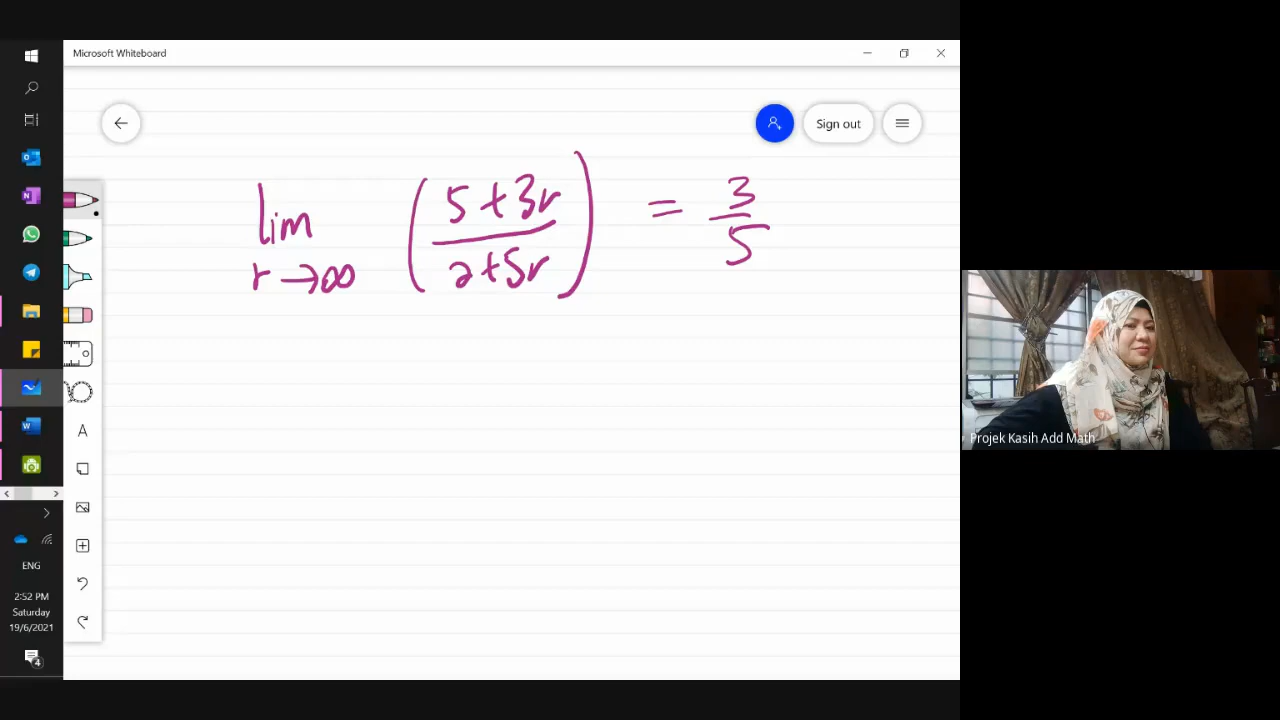 Microsoft Whiteboard
Sign out
lim r→∞ (5+3r / 2+5r) = 3/5
Projek Kasih Add Math
ENG
2:52 PM
Saturday
19/6/2021
4